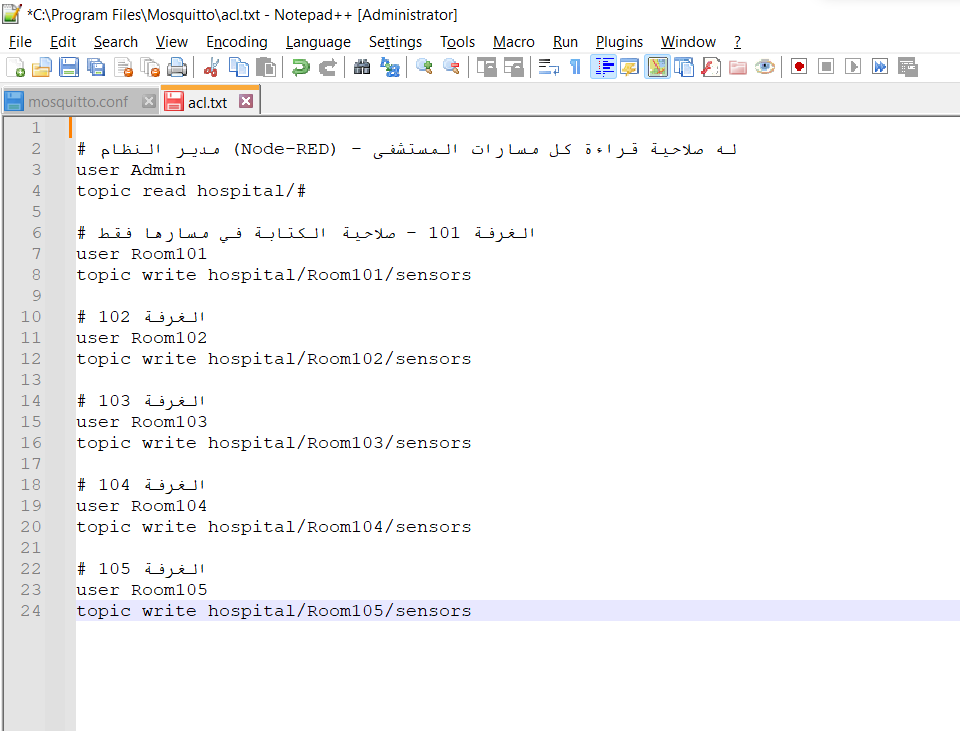 *C:\Program Files\Mosquitto\acl.txt - Notepad++ [Administrator]
File Edit Search View Encoding Language Settings Tools Macro Run Plugins Window ?
mosquitto.conf acl.txt
1
2 # مدير النظام (Node-RED) - له صلاحية قراءة كل مسارات المستشفى
3 user Admin
4 topic read hospital/#
5
6 # الغرفة 101 - صلاحية الكتابة في مسارها فقط
7 user Room101
8 topic write hospital/Room101/sensors
9
10 # الغرفة 102
11 user Room102
12 topic write hospital/Room102/sensors
13
14 # الغرفة 103
15 user Room103
16 topic write hospital/Room103/sensors
17
18 # الغرفة 104
19 user Room104
20 topic write hospital/Room104/sensors
21
22 # الغرفة 105
23 user Room105
24 topic write hospital/Room105/sensors